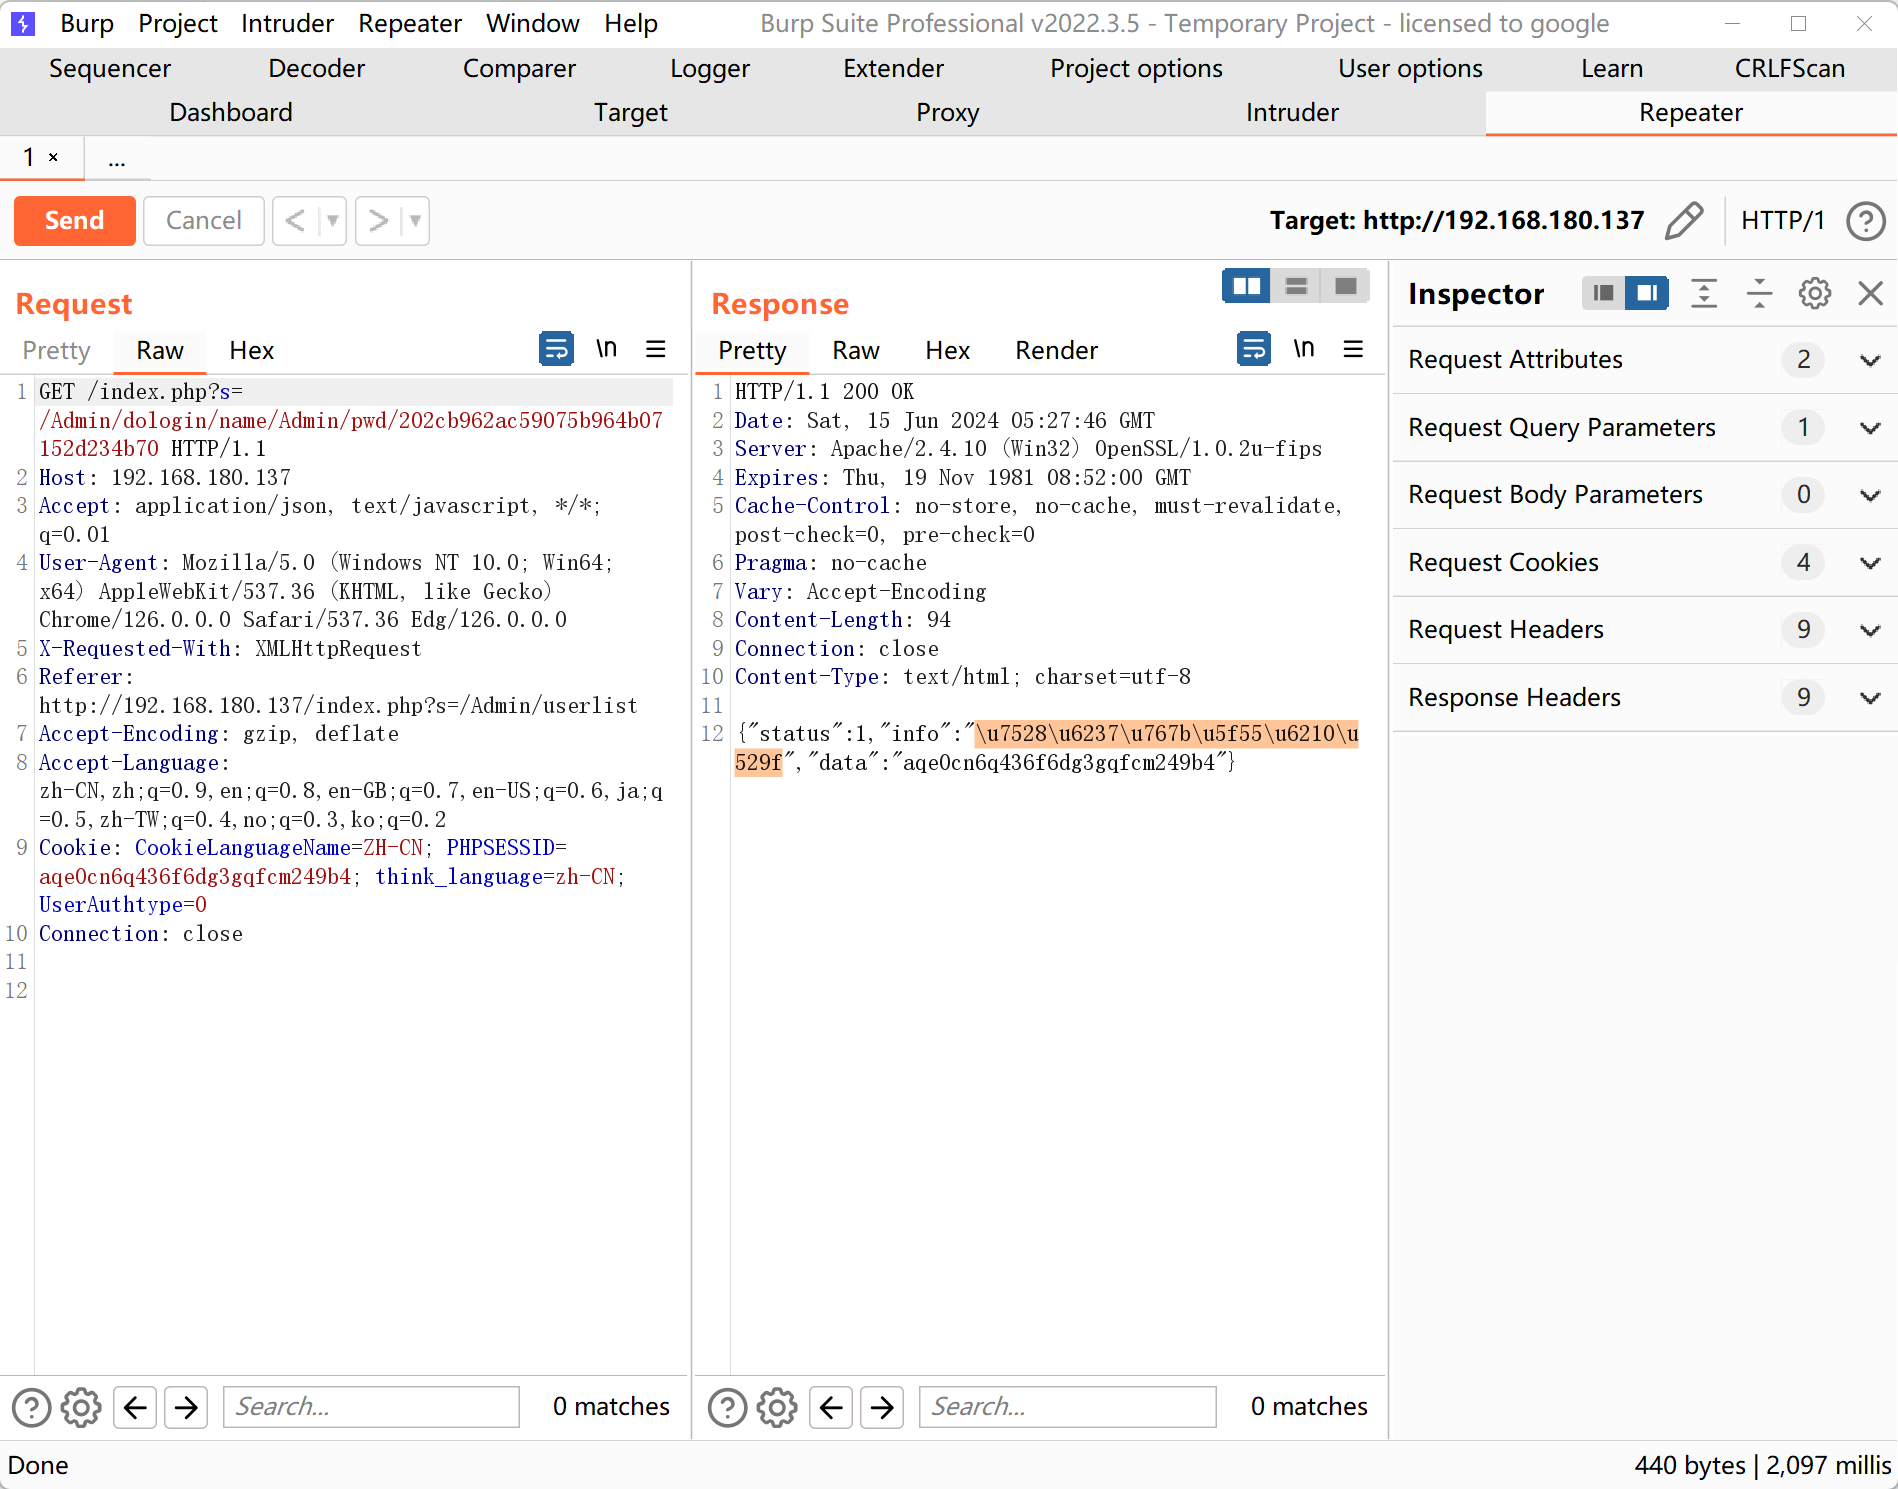 Burp Project Intruder Repeater Window Help Burp Suite Professional v2022.3.5 - Temporary Project - licensed to google
Sequencer Decoder Comparer Logger Extender Project options User options Learn CRLFScan
Dashboard Target Proxy Intruder Repeater
1 × ...
Send Cancel < >
Target: http://192.168.180.137 HTTP/1 ?
Request
Pretty Raw Hex \n
1 GET /index.php?s=
/Admin/dologin/name/Admin/pwd/202cb962ac59075b964b07
152d234b70 HTTP/1.1
2 Host: 192.168.180.137
3 Accept: application/json, text/javascript, */*;
q=0.01
4 User-Agent: Mozilla/5.0 (Windows NT 10.0; Win64;
x64) AppleWebKit/537.36 (KHTML, like Gecko)
Chrome/126.0.0.0 Safari/537.36 Edg/126.0.0.0
5 X-Requested-With: XMLHttpRequest
6 Referer:
http://192.168.180.137/index.php?s=/Admin/userlist
7 Accept-Encoding: gzip, deflate
8 Accept-Language:
zh-CN,zh;q=0.9,en;q=0.8,en-GB;q=0.7,en-US;q=0.6,ja;q
=0.5,zh-TW;q=0.4,no;q=0.3,ko;q=0.2
9 Cookie: CookieLanguageName=ZH-CN; PHPSESSID=
aqe0cn6q436f6dg3gqfcm249b4; think_language=zh-CN;
UserAuthtype=0
10 Connection: close
11
12
? Search... 0 matches
Response
Pretty Raw Hex Render \n
1 HTTP/1.1 200 OK
2 Date: Sat, 15 Jun 2024 05:27:46 GMT
3 Server: Apache/2.4.10 (Win32) OpenSSL/1.0.2u-fips
4 Expires: Thu, 19 Nov 1981 08:52:00 GMT
5 Cache-Control: no-store, no-cache, must-revalidate,
post-check=0, pre-check=0
6 Pragma: no-cache
7 Vary: Accept-Encoding
8 Content-Length: 94
9 Connection: close
10 Content-Type: text/html; charset=utf-8
11
12 {"status":1,"info":"\u7528\u6237\u767b\u5f55\u6210\u
529f","data":"aqe0cn6q436f6dg3gqfcm249b4"}
? Search... 0 matches
Inspector
Request Attributes 2
Request Query Parameters 1
Request Body Parameters 0
Request Cookies 4
Request Headers 9
Response Headers 9
Done 440 bytes | 2,097 millis